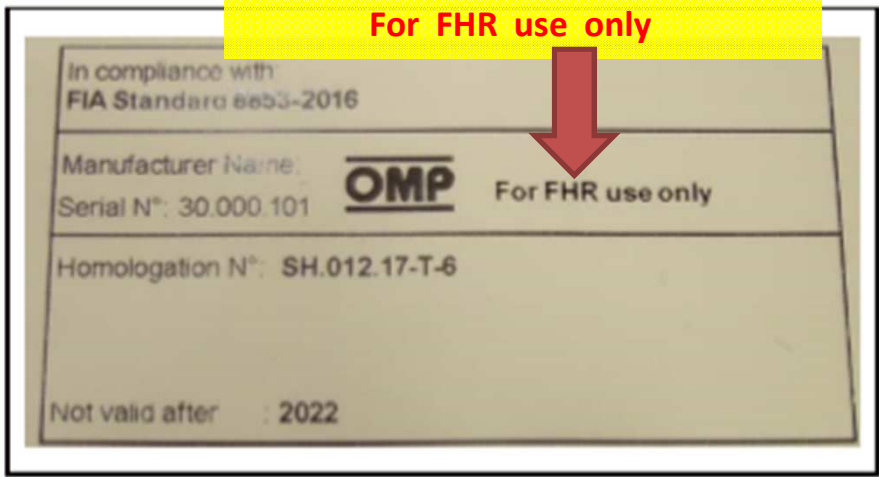 For FHR use only
In compliance with:
FIA Standard 8853-2016
Manufacturer Name:
OMP
For FHR use only
Serial N°: 30.000.101
Homologation N°: SH.012.17-T-6
Not valid after : 2022